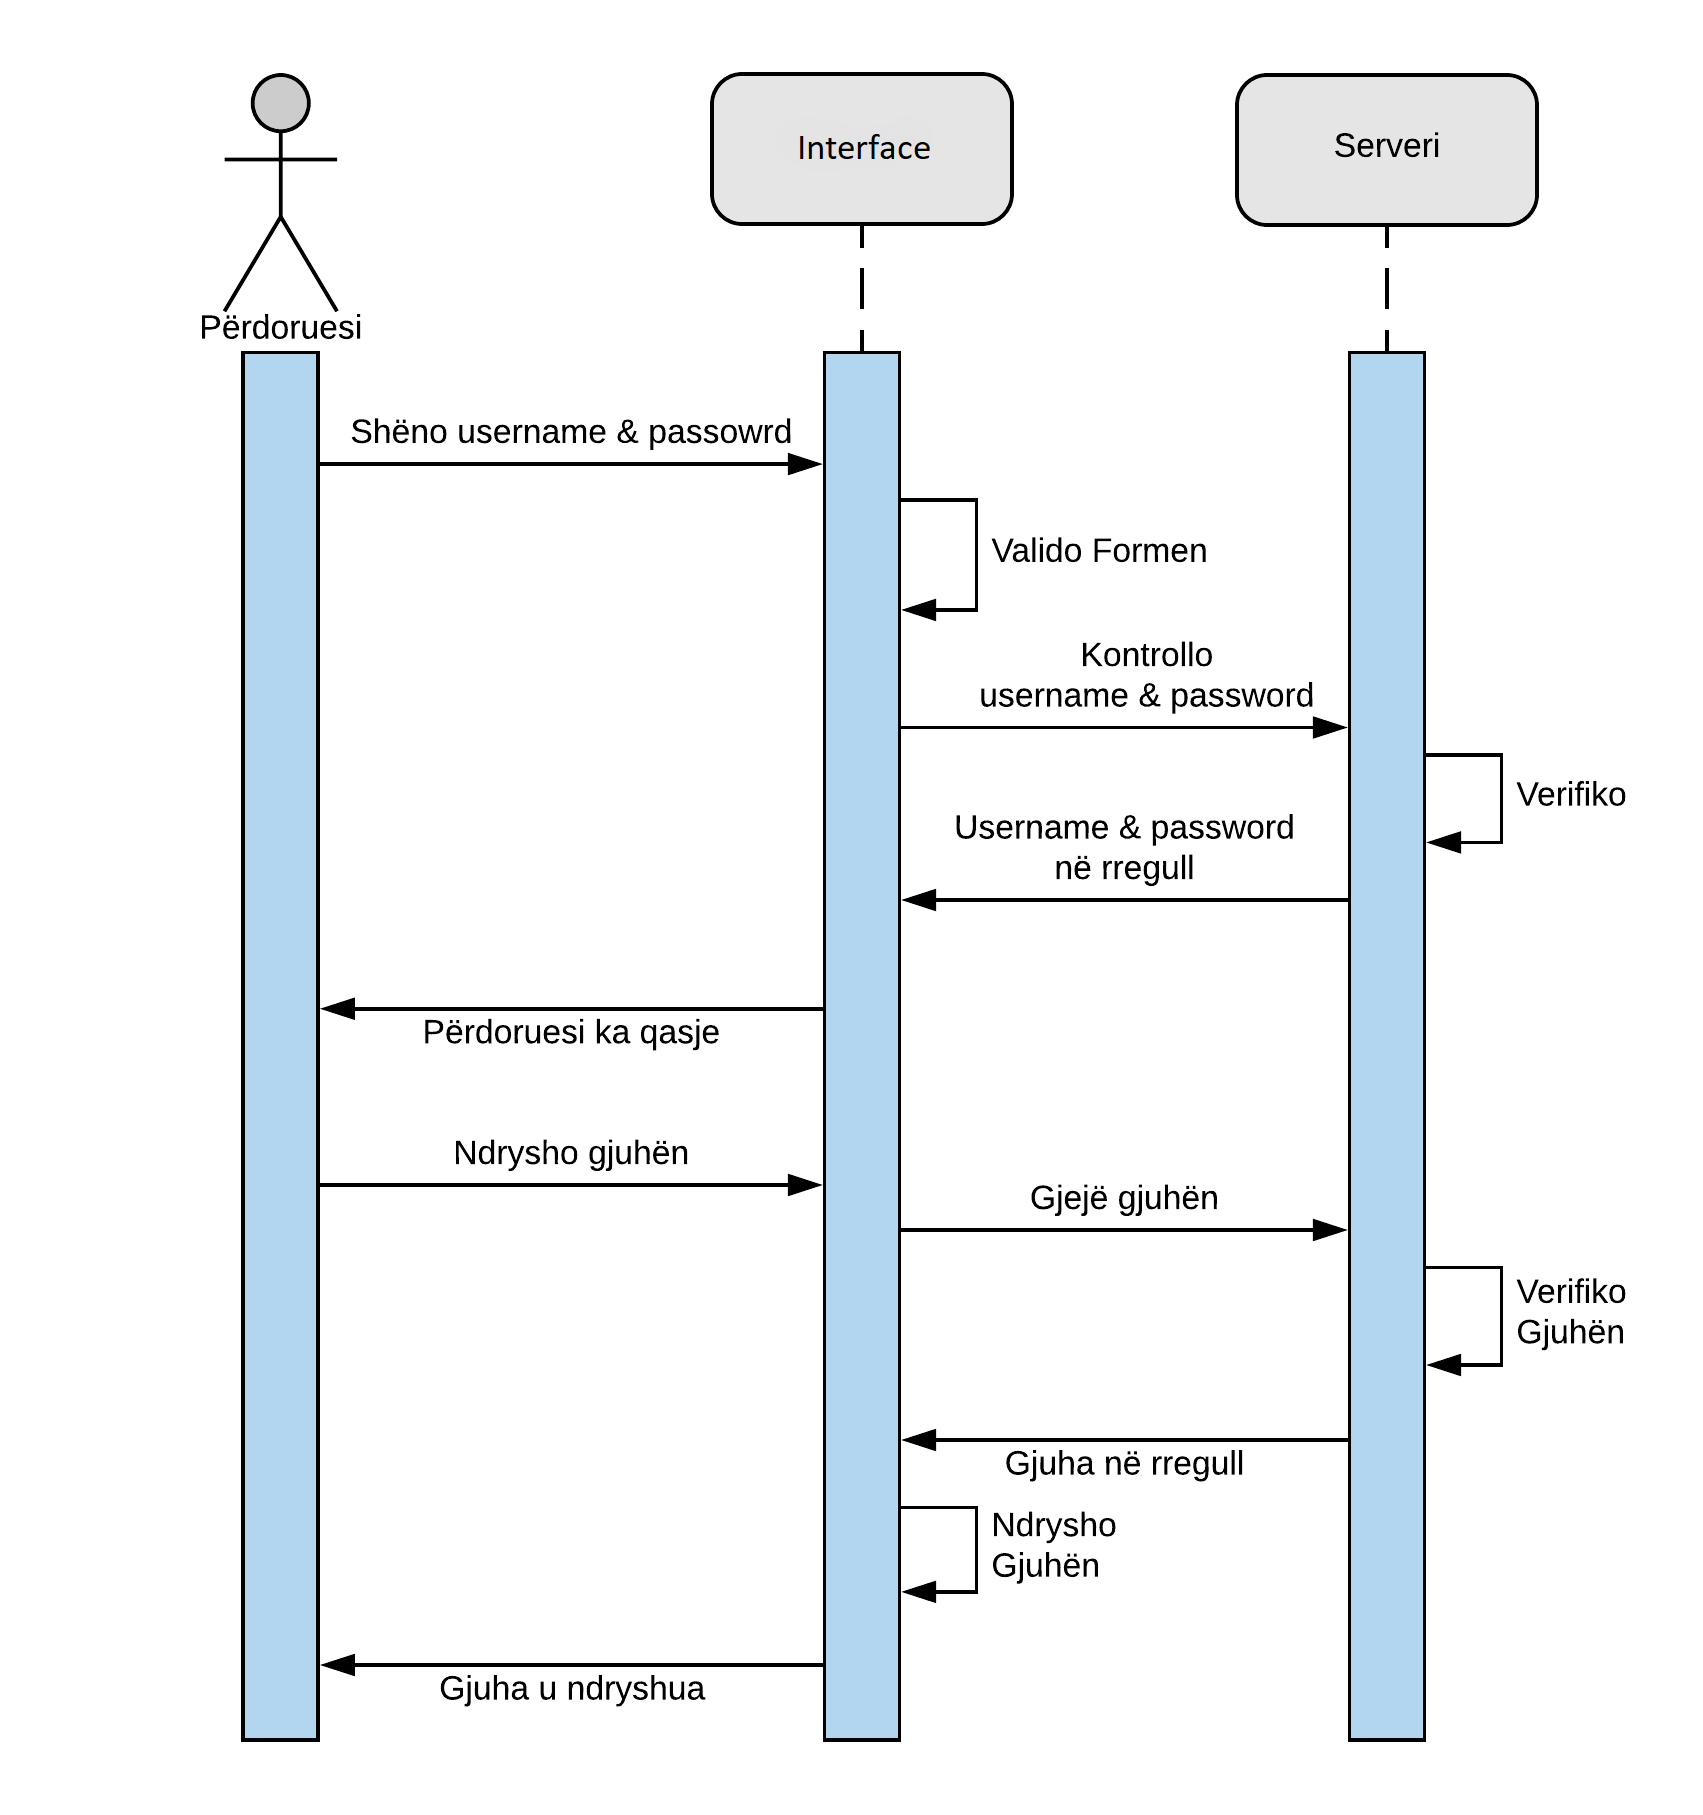 Interface
Serveri
Përdoruesi
Shëno username & passowrd
Valido Formen
Kontrollo
username & password
Verifiko
Username & password
në rregull
Përdoruesi ka qasje
Ndrysho gjuhën
Gjejë gjuhën
Verifiko
Gjuhën
Gjuha në rregull
Ndrysho
Gjuhën
Gjuha u ndryshua